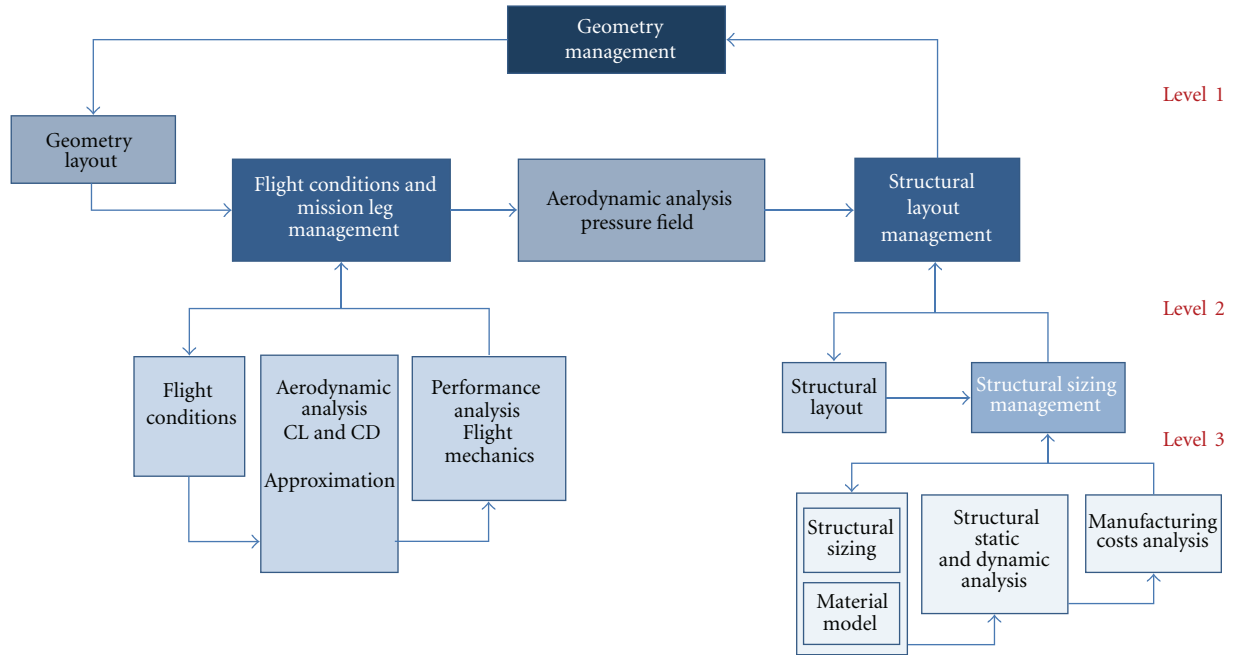 Geometry
management
Level 1
Geometry
layout
Flight conditions and
mission leg
management
Aerodynamic analysis
pressure field
Structural
layout
management
Level 2
Flight
conditions
Aerodynamic
analysis
CL and CD
Approximation
Performance
analysis
Flight
mechanics
Structural
layout
Structural sizing
management
Level 3
Structural
sizing
Material
model
Structural
static
and dynamic
analysis
Manufacturing
costs analysis